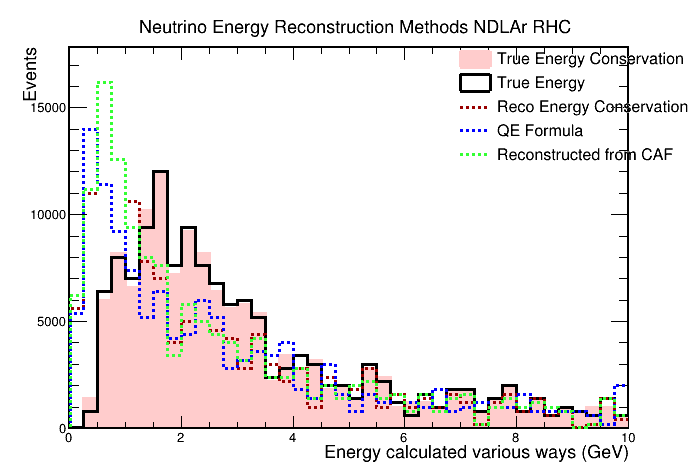 Neutrino Energy Reconstruction Methods NDLAr RHC
Events
True Energy Conservation
True Energy
Reco Energy Conservation
QE Formula
Reconstructed from CAF
15000
10000
5000
0
0 2 4 6 8 10
Energy calculated various ways (GeV)